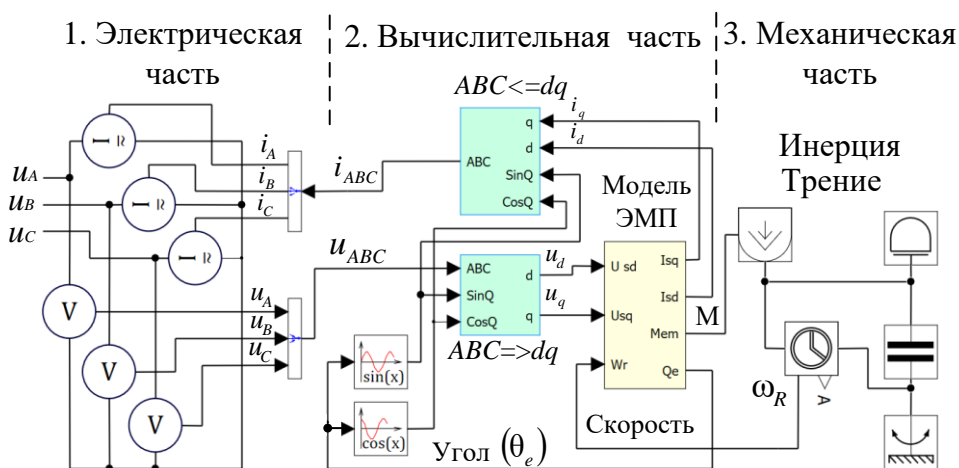 1. Электрическая часть
2. Вычислительная часть
3. Механическая часть
ABC<=dq
i_q
i_d
q
d
ABC
SinQ
CosQ
i_A
i_B
i_C
i_ABC
I ≈
I ≈
I ≈
u_A
u_B
u_C
Модель
ЭМП
Инерция
Трение
u_ABC
ABC
SinQ
CosQ
d
q
u_d
u_q
ABC=>dq
U sd
Usq
Wr
Isq
Isd
Mem
Qe
M
V
V
V
u_A
u_B
u_C
sin(x)
cos(x)
ω_R
A
Скорость
Угол (θ_e)